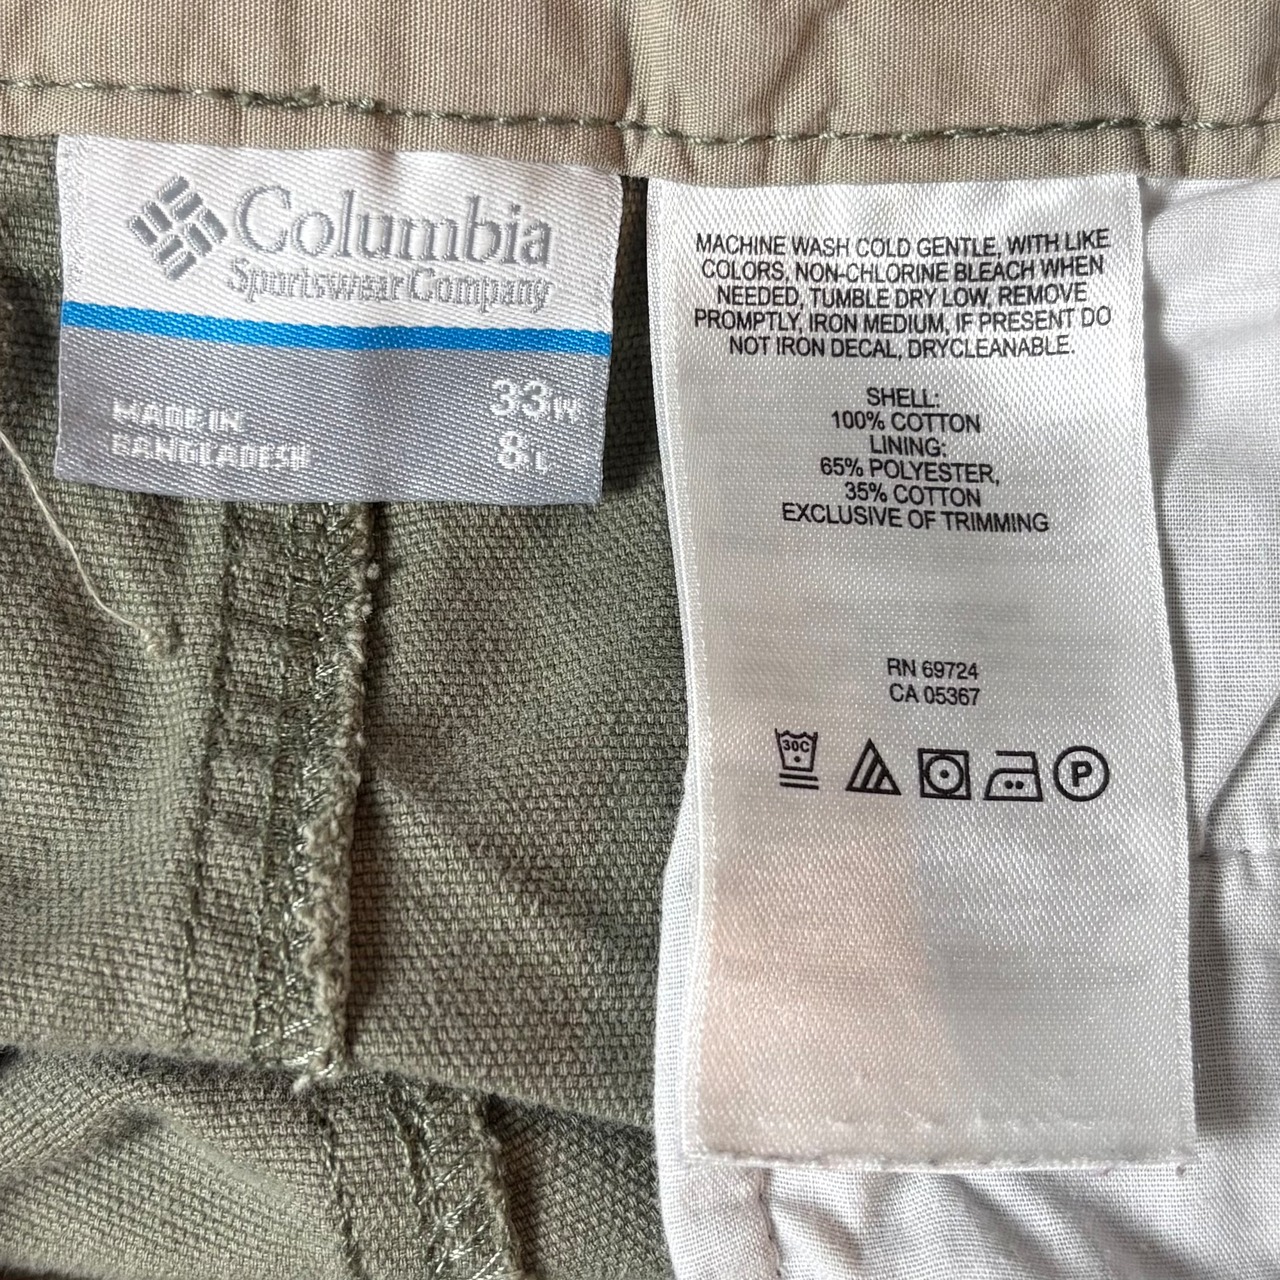 Columbia
Sportswear Company
33W
8L
MADE IN
BANGLADESH
MACHINE WASH COLD GENTLE, WITH LIKE
COLORS, NON-CHLORINE BLEACH WHEN
NEEDED, TUMBLE DRY LOW, REMOVE
PROMPTLY, IRON MEDIUM, IF PRESENT DO
NOT IRON DECAL, DRYCLEANABLE.
SHELL:
100% COTTON
LINING:
65% POLYESTER,
35% COTTON
EXCLUSIVE OF TRIMMING
RN 69724
CA 05367
30C
P